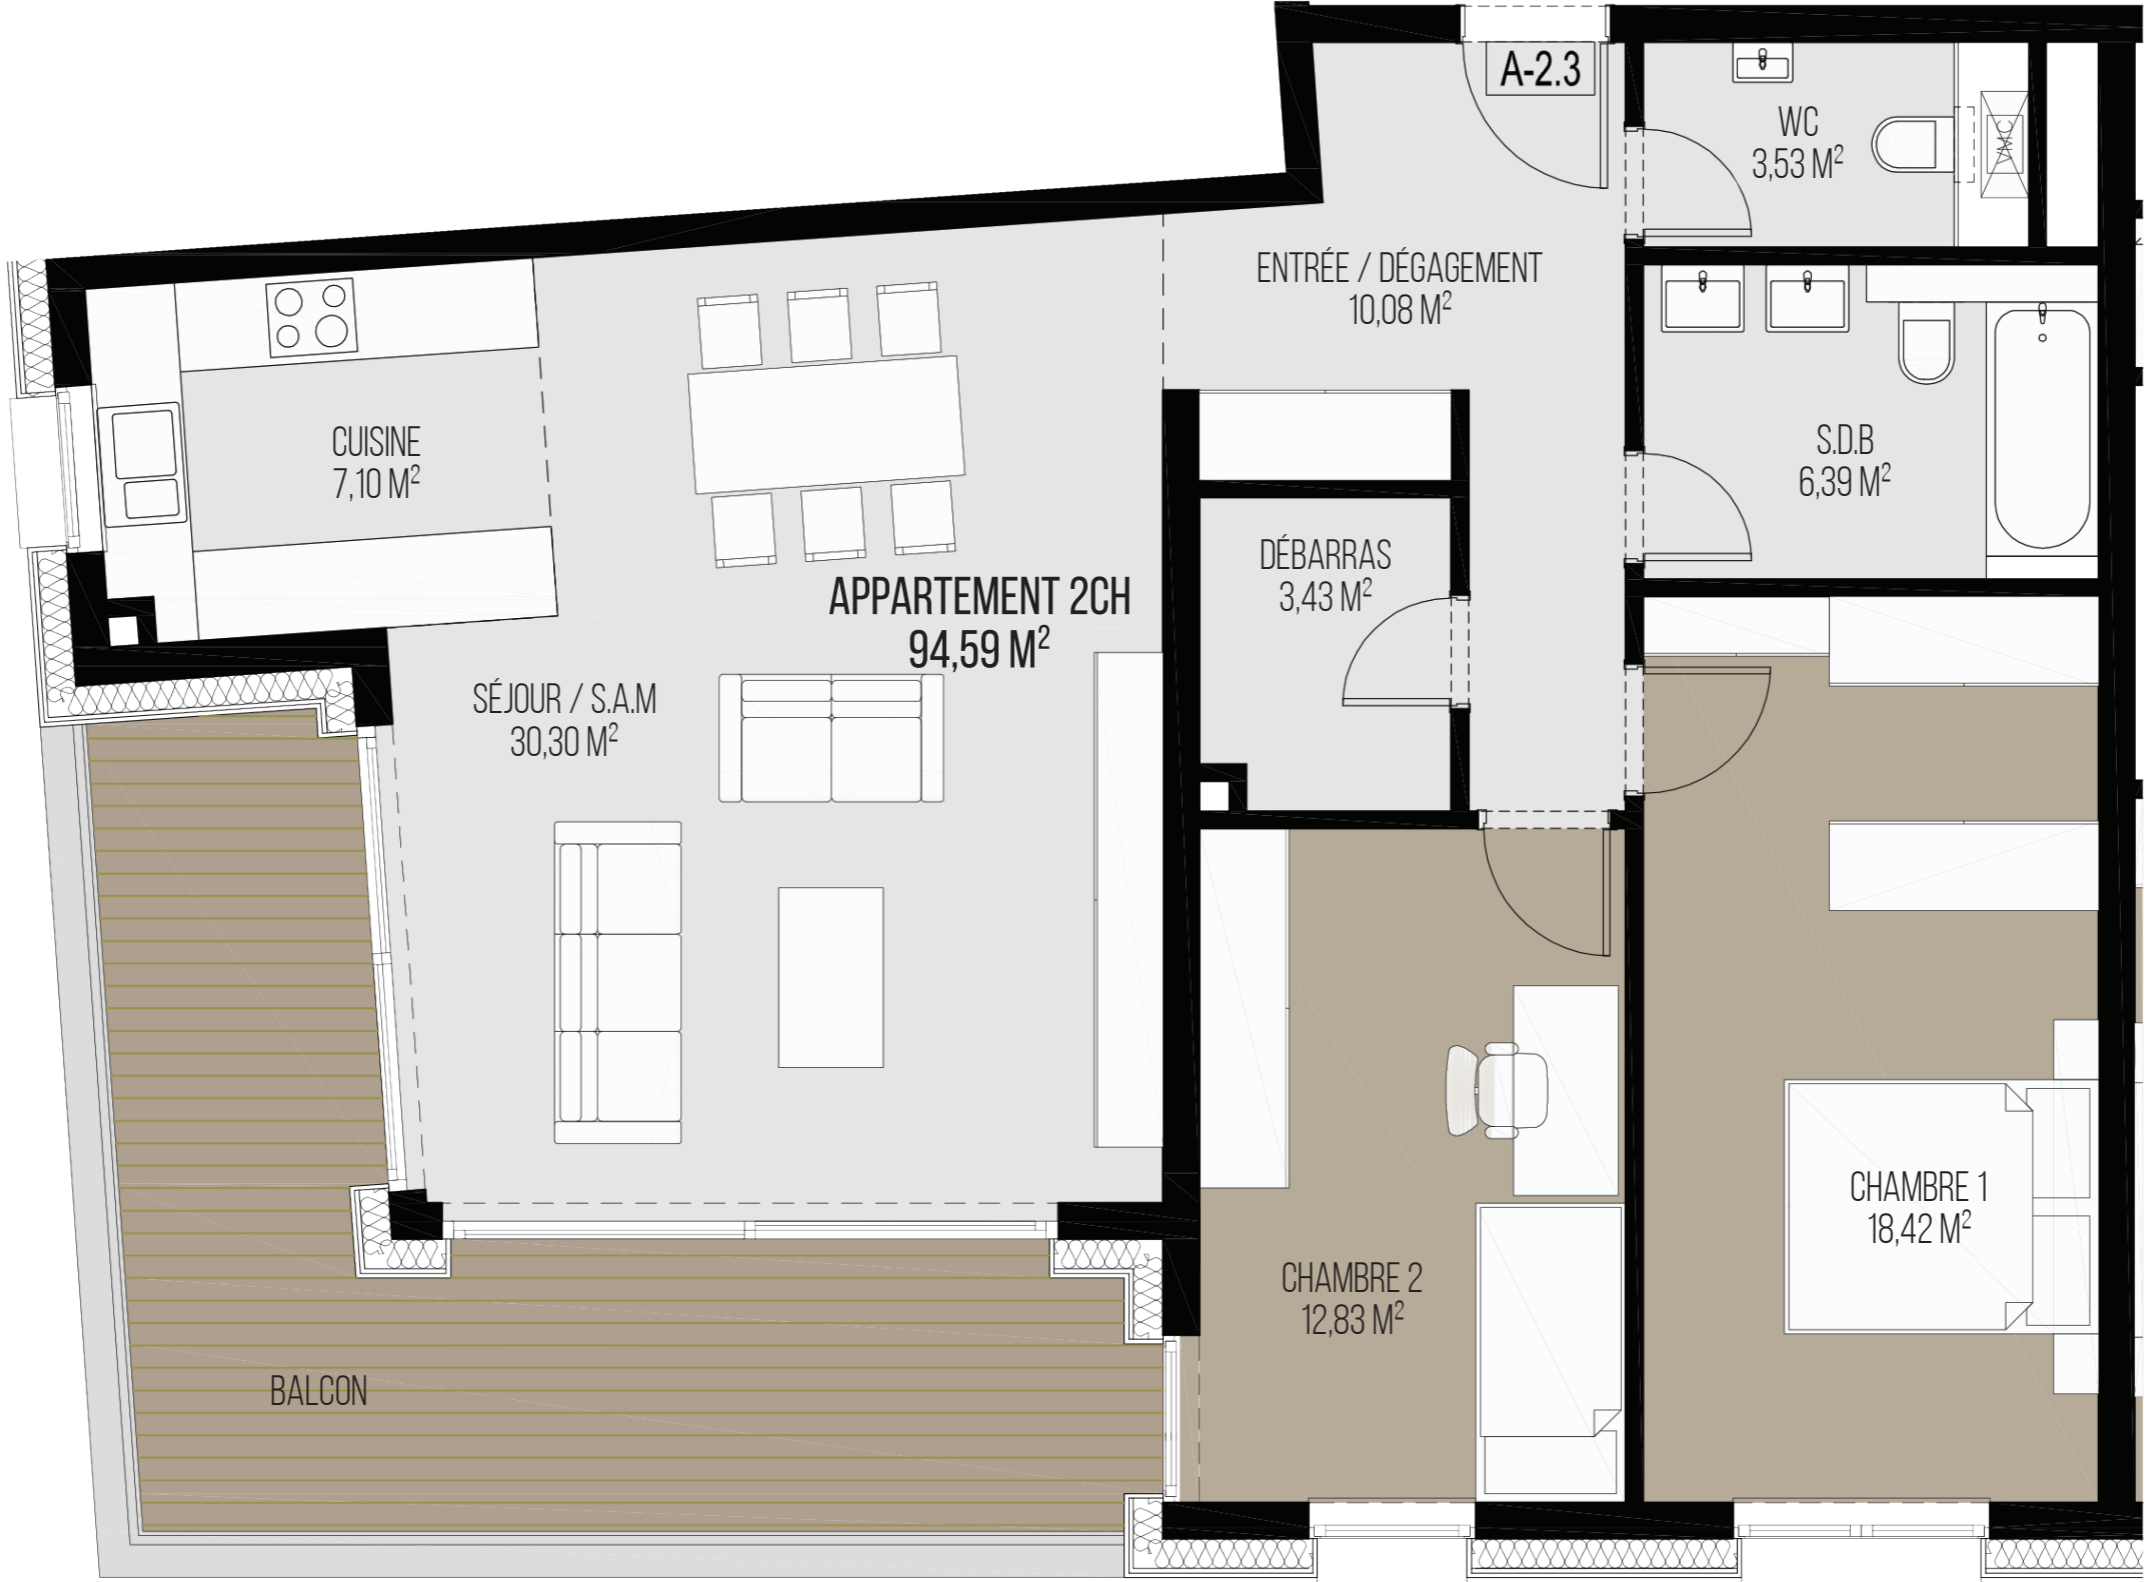 A-2.3
WC
3,53 M²
VMC
ENTRÉE / DÉGAGEMENT
10,08 M²
CUISINE
7,10 M²
S.D.B
6,39 M²
DÉBARRAS
3,43 M²
APPARTEMENT 2CH
94,59 M²
SÉJOUR / S.A.M
30,30 M²
CHAMBRE 1
18,42 M²
CHAMBRE 2
12,83 M²
BALCON